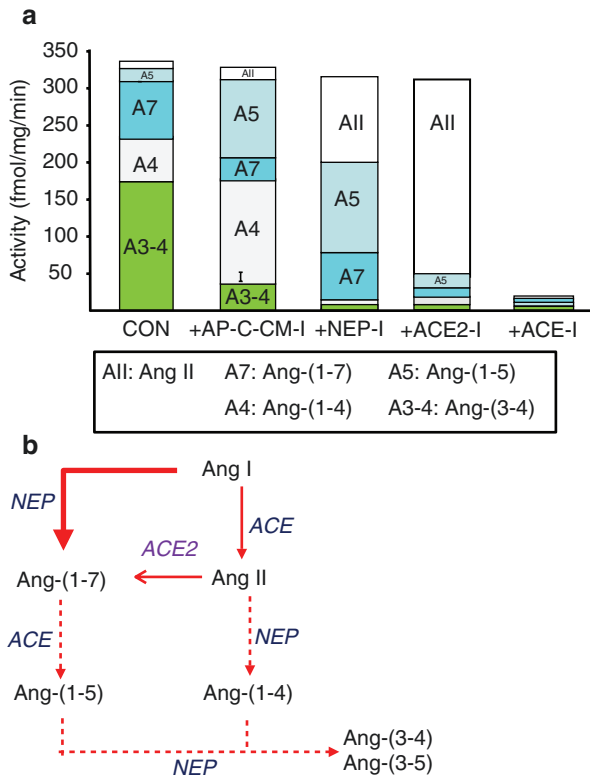 a
Activity (fmol/mg/min)
350
300
250
200
150
100
50
A5
A7
A4
A3-4
AII
A5
A7
A4
A3-4
AII
A5
A7
AII
A5
CON
+AP-C-CM-I
+NEP-I
+ACE2-I
+ACE-I
AII: Ang II A7: Ang-(1-7) A5: Ang-(1-5)
A4: Ang-(1-4) A3-4: Ang-(3-4)
b
Ang I
NEP
ACE
ACE2
Ang-(1-7)
Ang II
ACE
NEP
Ang-(1-5)
Ang-(1-4)
NEP
Ang-(3-4)
Ang-(3-5)